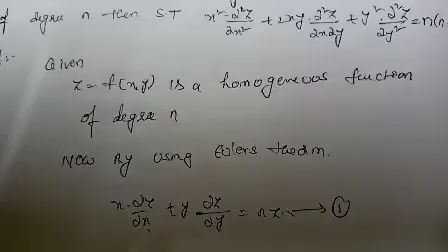 of degree n then S.T x² ∂²z/∂x² + 2xy ∂²z/∂x∂y + y² ∂²z/∂y² = n(n
Given
z = f(x,y) is a homogeneous function
of degree n
Now By using Eulers theorem.
x ∂z/∂x + y ∂z/∂y = nz → ①